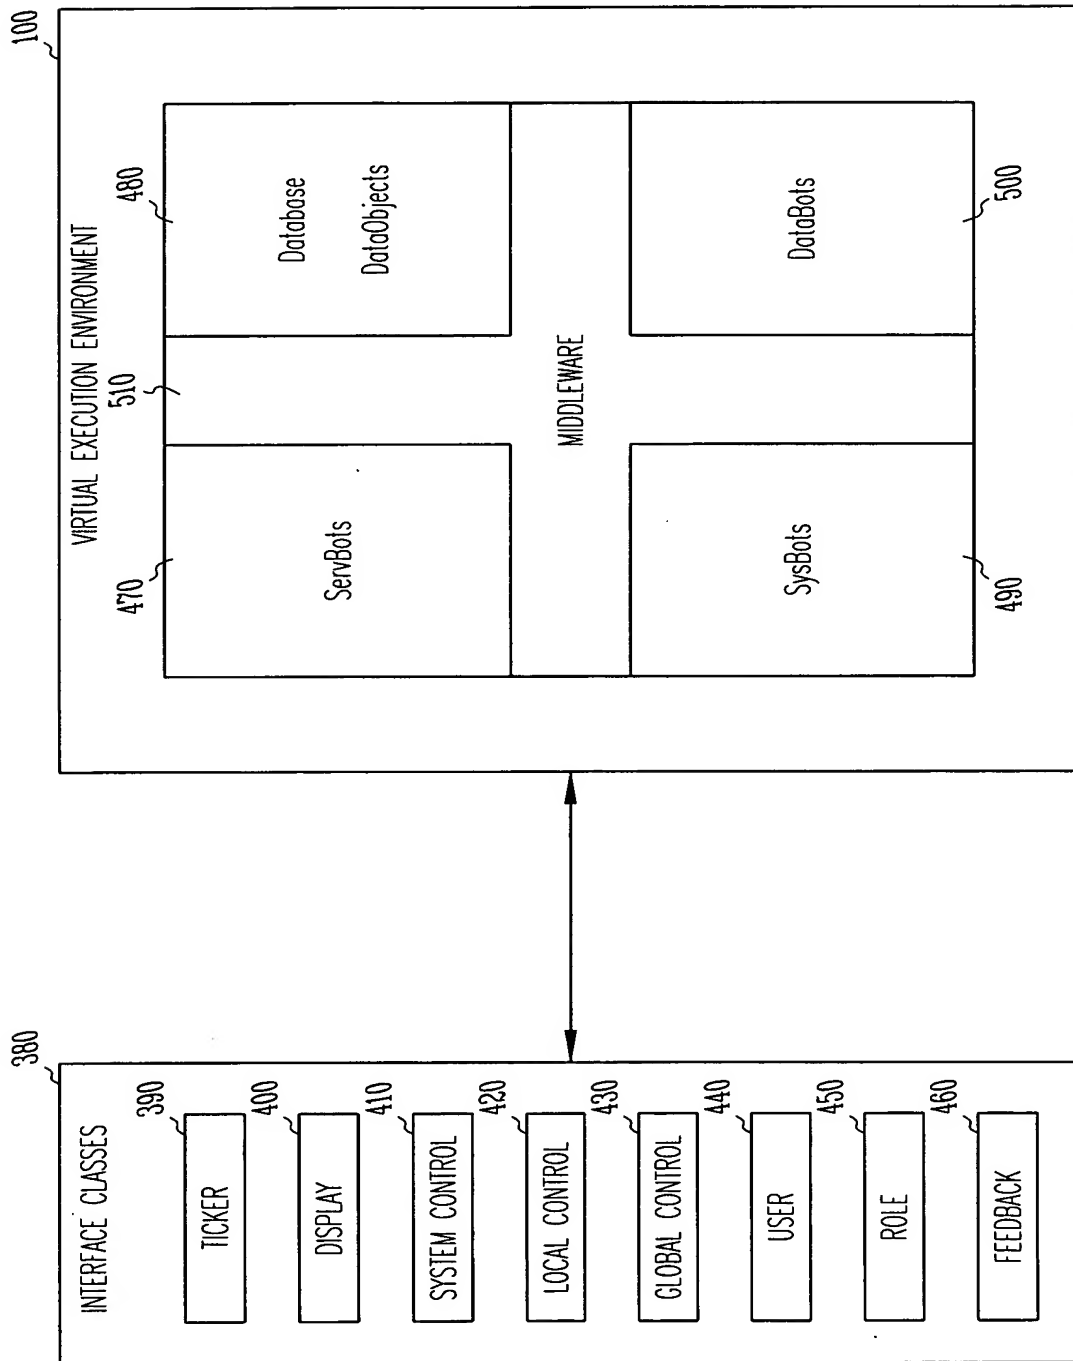 380
INTERFACE CLASSES
390
TICKER
400
DISPLAY
410
SYSTEM CONTROL
420
LOCAL CONTROL
430
GLOBAL CONTROL
440
USER
450
ROLE
460
FEEDBACK
100
VIRTUAL EXECUTION ENVIRONMENT
470
510
480
ServBots
Database
DataObjects
MIDDLEWARE
SysBots
DataBots
490
500